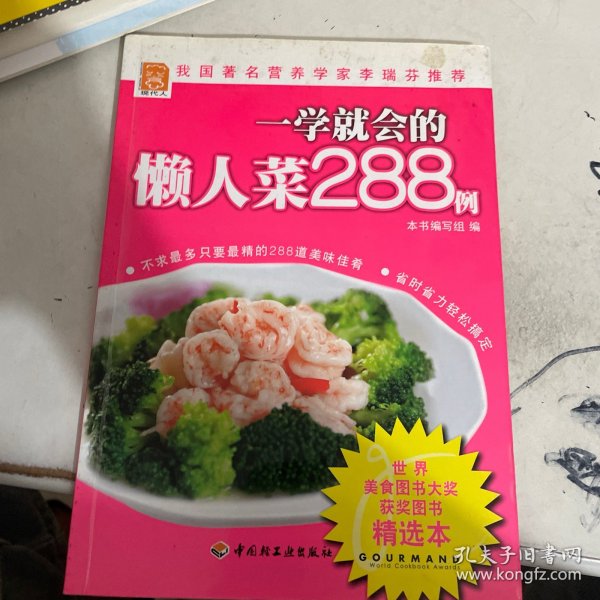 我国著名营养学家李瑞芬推荐
现代人
一学就会的
懒人菜288例
本书编写组 编
• 不求最多只要最精的288道美味佳肴
• 省时省力轻松搞定
世界
美食图书大奖
获奖图书
精选本
GOURMAND
World Cookbook Awards
中国轻工业出版社
孔夫子旧书网
www.kongfz.com